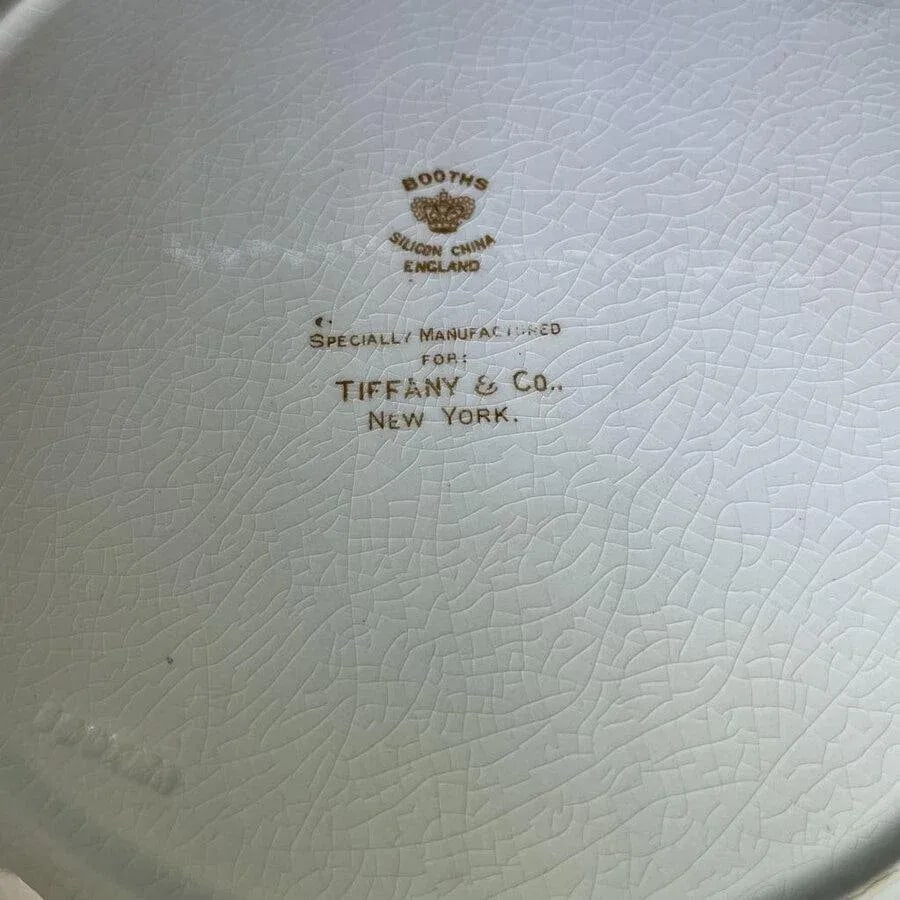 BOOTHS
SILICON CHINA
ENGLAND
SPECIALLY MANUFACTURED
FOR:
TIFFANY & CO..
NEW YORK.